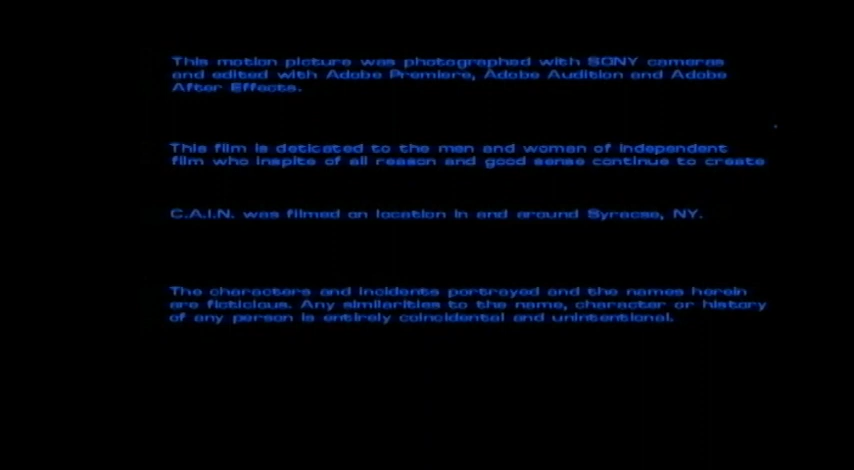 This motion picture was photographed with SONY cameras
and edited with Adobe Premiere, Adobe Audition and Adobe
After Effects.
This film is deticated to the men and woman of independent
film who inspite of all reason and good sense continue to create
C.A.I.N. was filmed on location in and around Syracse, NY.
The characters and incidents portrayed and the names herein
are ficticious. Any similarities to the name, character or history
of any person is entirely coincidental and unintentional.